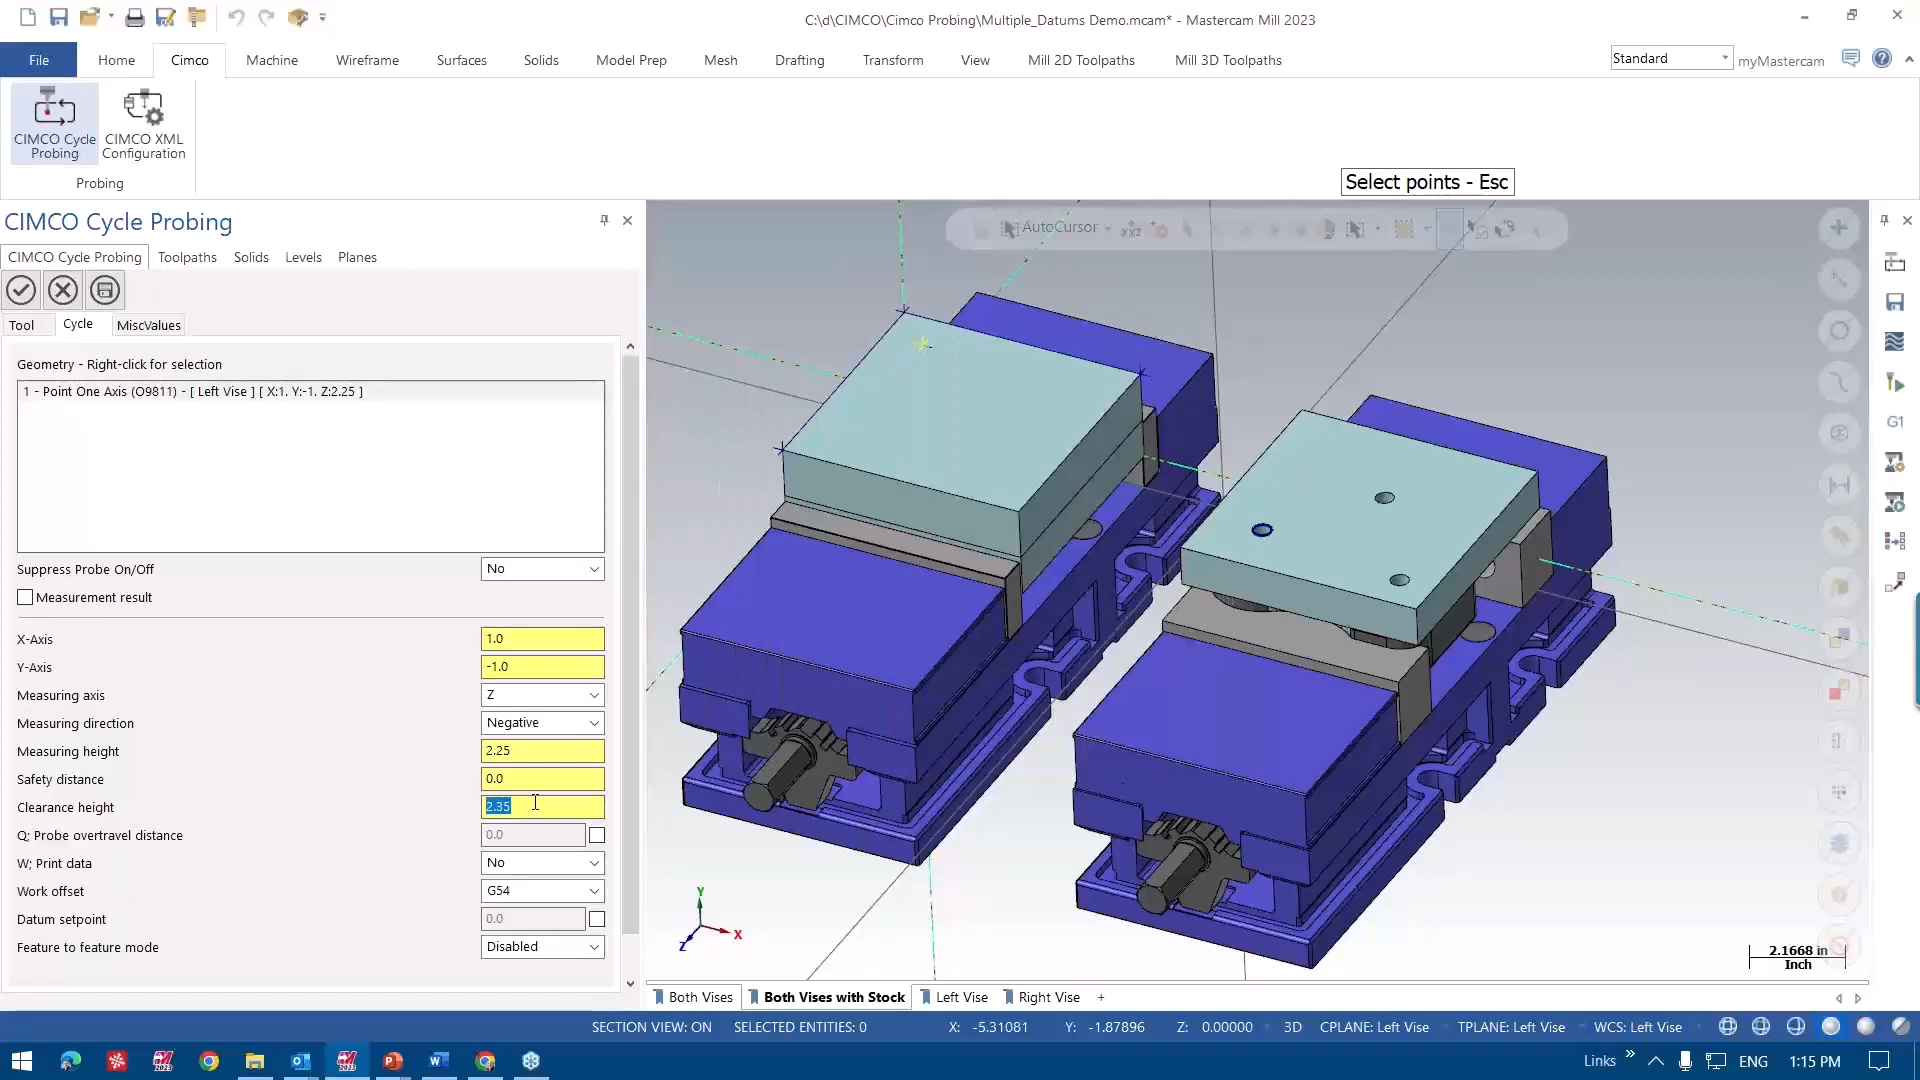 C:\d\CIMCO\Cimco Probing\Multiple_Datums Demo.mcam* - Mastercam Mill 2023
File Home Cimco Machine Wireframe Surfaces Solids Model Prep Mesh Drafting Transform View Mill 2D Toolpaths Mill 3D Toolpaths
Standard
myMastercam
CIMCO Cycle
Probing
CIMCO XML
Configuration
Probing
Select points - Esc
CIMCO Cycle Probing
CIMCO Cycle Probing Toolpaths Solids Levels Planes
AutoCursor
Tool Cycle MiscValues
Geometry - Right-click for selection
1 - Point One Axis (O9811) - [ Left Vise ] [ X:1. Y:-1. Z:2.25 ]
Suppress Probe On/Off No
Measurement result
X-Axis 1.0
Y-Axis -1.0
Measuring axis Z
Measuring direction Negative
Measuring height 2.25
Safety distance 0.0
Clearance height 2.35
Q; Probe overtravel distance 0.0
W; Print data No
Work offset G54
Datum setpoint 0.0
Feature to feature mode Disabled
G1
Y
X
Z
2.1668 in
Inch
Both Vises Both Vises with Stock Left Vise Right Vise +
SECTION VIEW: ON SELECTED ENTITIES: 0 X: -5.31081 Y: -1.87896 Z: 0.00000 3D CPLANE: Left Vise TPLANE: Left Vise WCS: Left Vise
Links ENG 1:15 PM